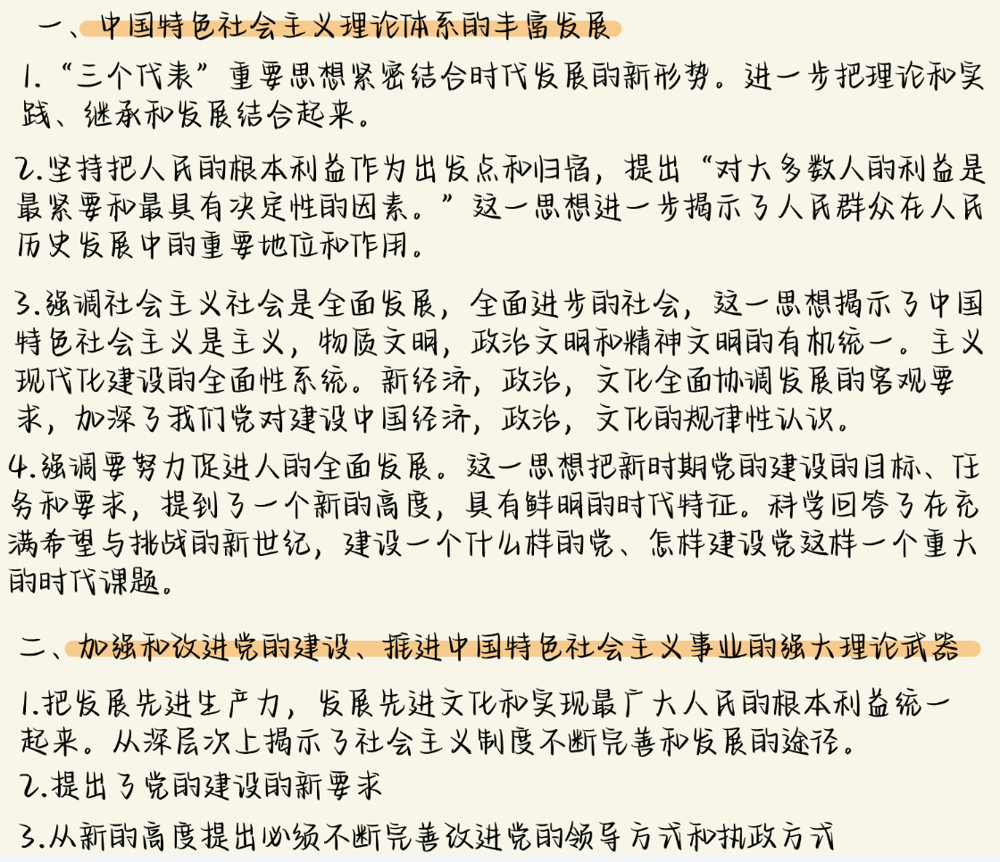 一、中国特色社会主义理论体系的丰富发展
1.“三个代表”重要思想紧密结合时代发展的新形势。进一步把理论和实
践、继承和发展结合起来。
2.坚持把人民的根本利益作为出发点和归宿，提出“对大多数人的利益是
最紧要和最具有决定性的因素。”这一思想进一步揭示了人民群众在人民
历史发展中的重要地位和作用。
3.强调社会主义社会是全面发展，全面进步的社会，这一思想揭示了中国
特色社会主义是主义，物质文明，政治文明和精神文明的有机统一。主义
现代化建设的全面性系统。新经济，政治，文化全面协调发展的客观要
求，加深了我们党对建设中国经济，政治，文化的规律性认识。
4.强调要努力促进人的全面发展。这一思想把新时期党的建设的目标、任
务和要求，提到了一个新的高度，具有鲜明的时代特征。科学回答了在充
满希望与挑战的新世纪，建设一个什么样的党、怎样建设党这样一个重大
的时代课题。
二、加强和改进党的建设、推进中国特色社会主义事业的强大理论武器
1.把发展先进生产力，发展先进文化和实现最广大人民的根本利益统一
起来。从深层次上揭示了社会主义制度不断完善和发展的途径。
2.提出了党的建设的新要求
3.从新的高度提出必须不断完善改进党的领导方式和执政方式